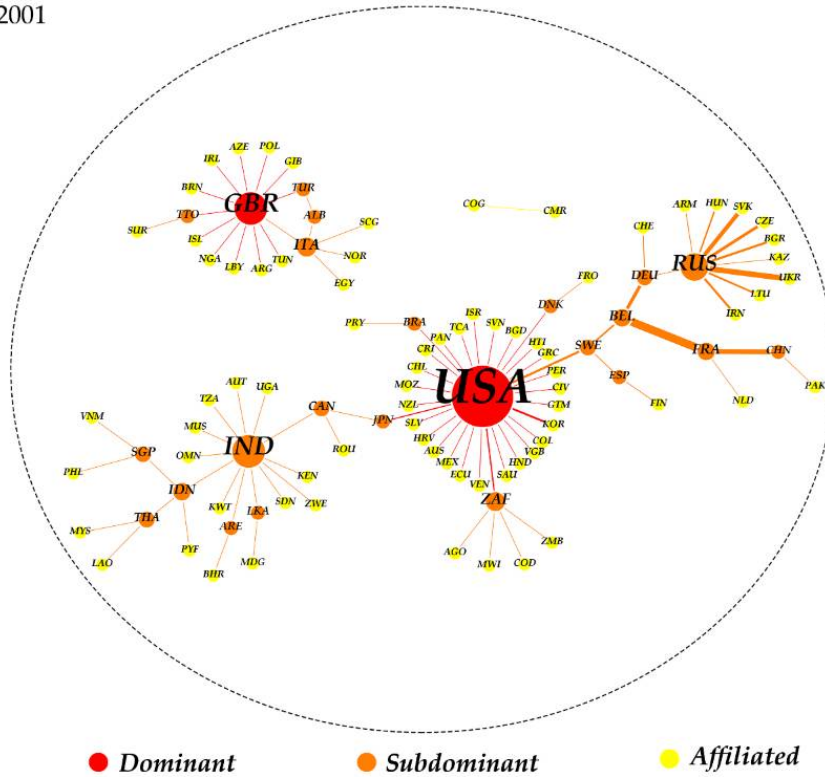 2001
AZE
POL
IRL
GIB
BRN
TUR
GBR
TTO
ALB
SUR
ISL
ITA
SCG
NGA
LBY
ARG
TUN
NOR
EGY
COG
CMR
ARM
HUN
SVK
CHE
CZE
BGR
RUS
KAZ
DEU
UKR
LTU
IRN
FRO
DNK
BEL
PRY
BRA
PAN
TCA
ISR
SVN
BGD
HTI
CRI
GRC
SWE
FRA
CHN
CHL
PER
ESP
PAK
MOZ
USA
CIV
NZL
GTM
FIN
NLD
SLV
KOR
HRV
COL
AUS
VGB
MEX
HND
ECU
SAU
VEN
ZAF
AGO
MWI
COD
ZMB
AUT
UGA
TZA
CAN
JPN
VNM
MUS
IND
ROU
SGP
OMN
PHL
KEN
IDN
KWT
SDN
ZWE
THA
LKA
ARE
MYS
PYF
LAO
BHR
MDG
Dominant
Subdominant
Affiliated